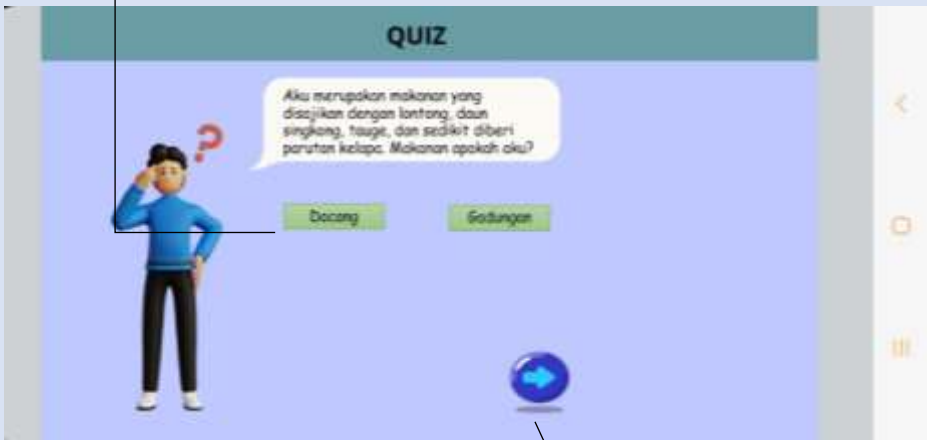 QUIZ
Aku merupakan makanan yang
disajikan dengan lontong, daun
singkong, tauge, dan sedikit diberi
parutan kelapa. Makanan apakah aku?
Docang
Gadungan